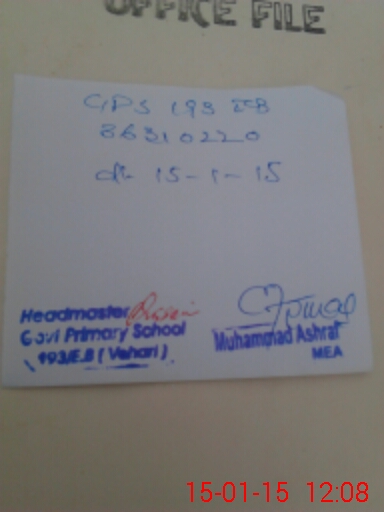 OFFICE FILE
GPS 193 EB
36310220
dt. 15-1-15
Headmaster
Govt Primary School
193/E.B (Vehari)
Muhammad Ashraf
MEA
15-01-15 12:08